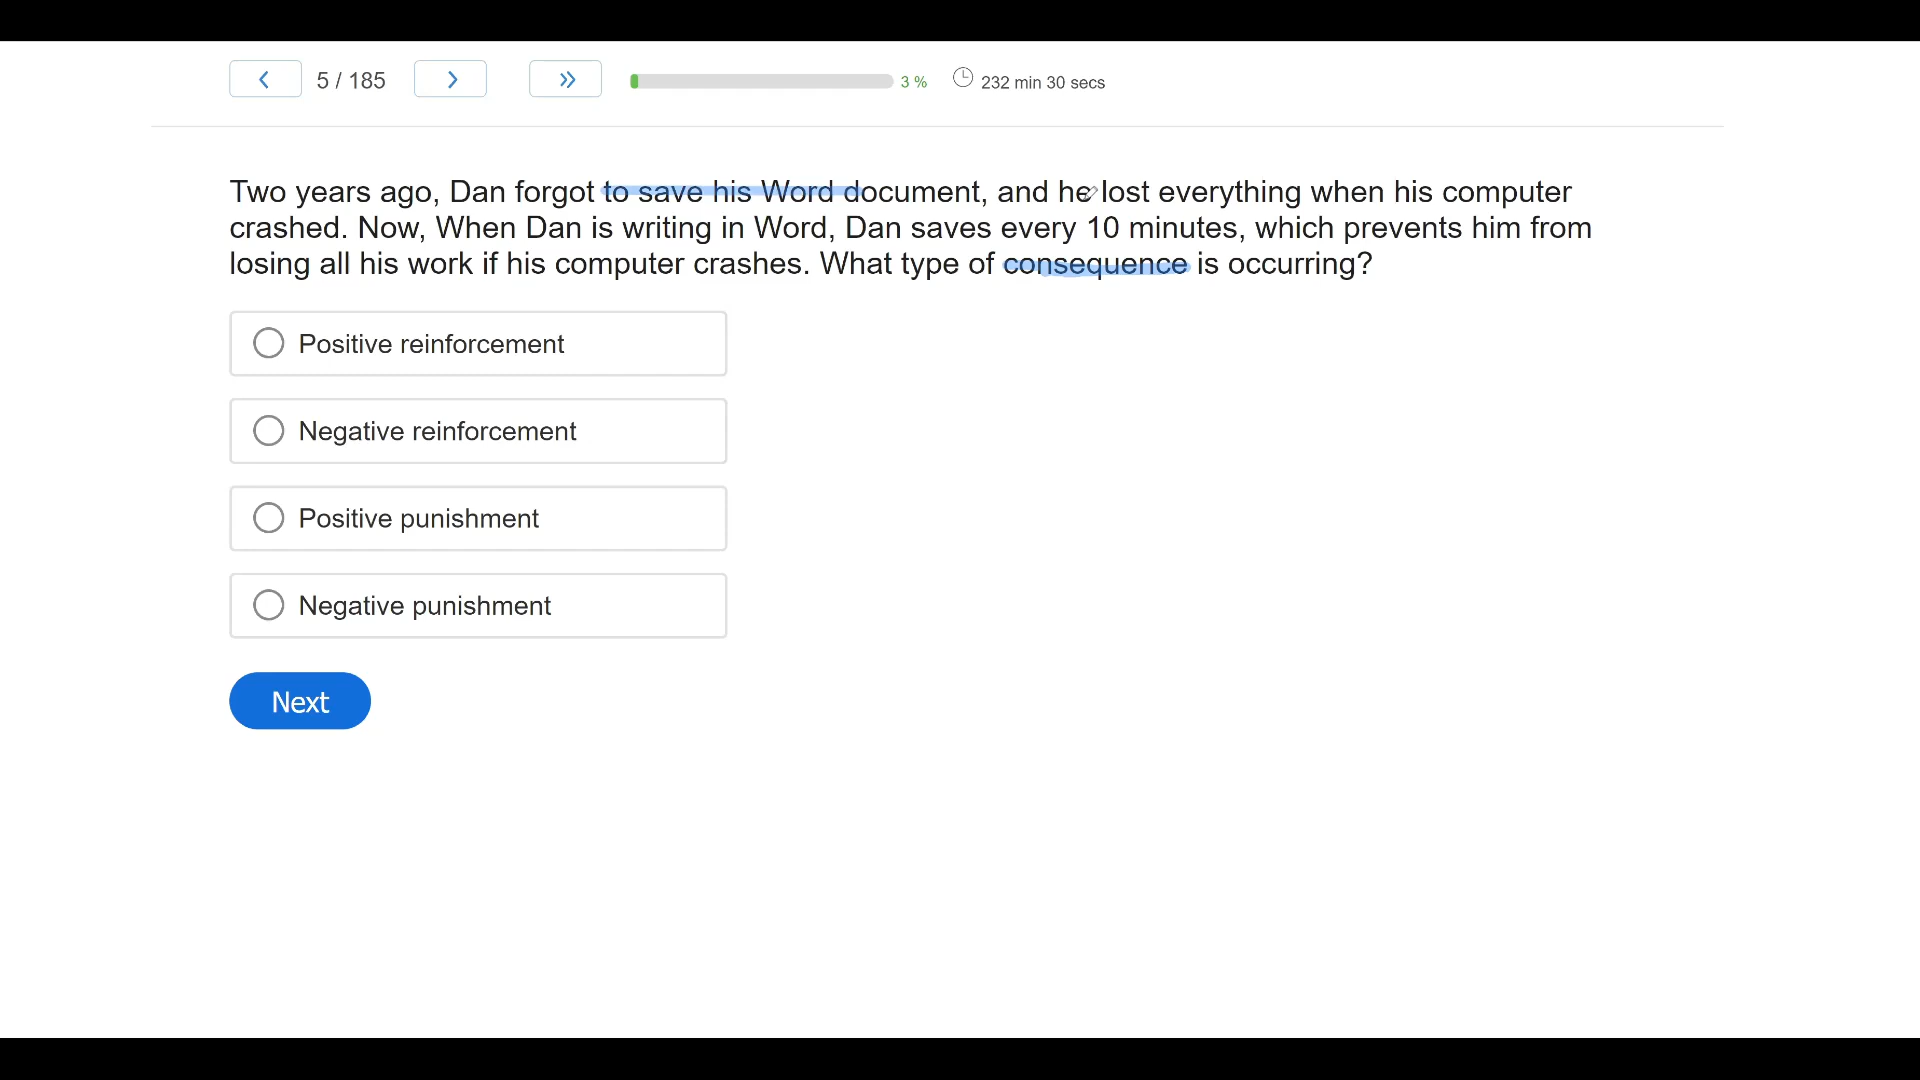 5 / 185
3 %
232 min 30 secs
Two years ago, Dan forgot to save his Word document, and he lost everything when his computer
crashed. Now, When Dan is writing in Word, Dan saves every 10 minutes, which prevents him from
losing all his work if his computer crashes. What type of consequence is occurring?
Positive reinforcement
Negative reinforcement
Positive punishment
Negative punishment
Next